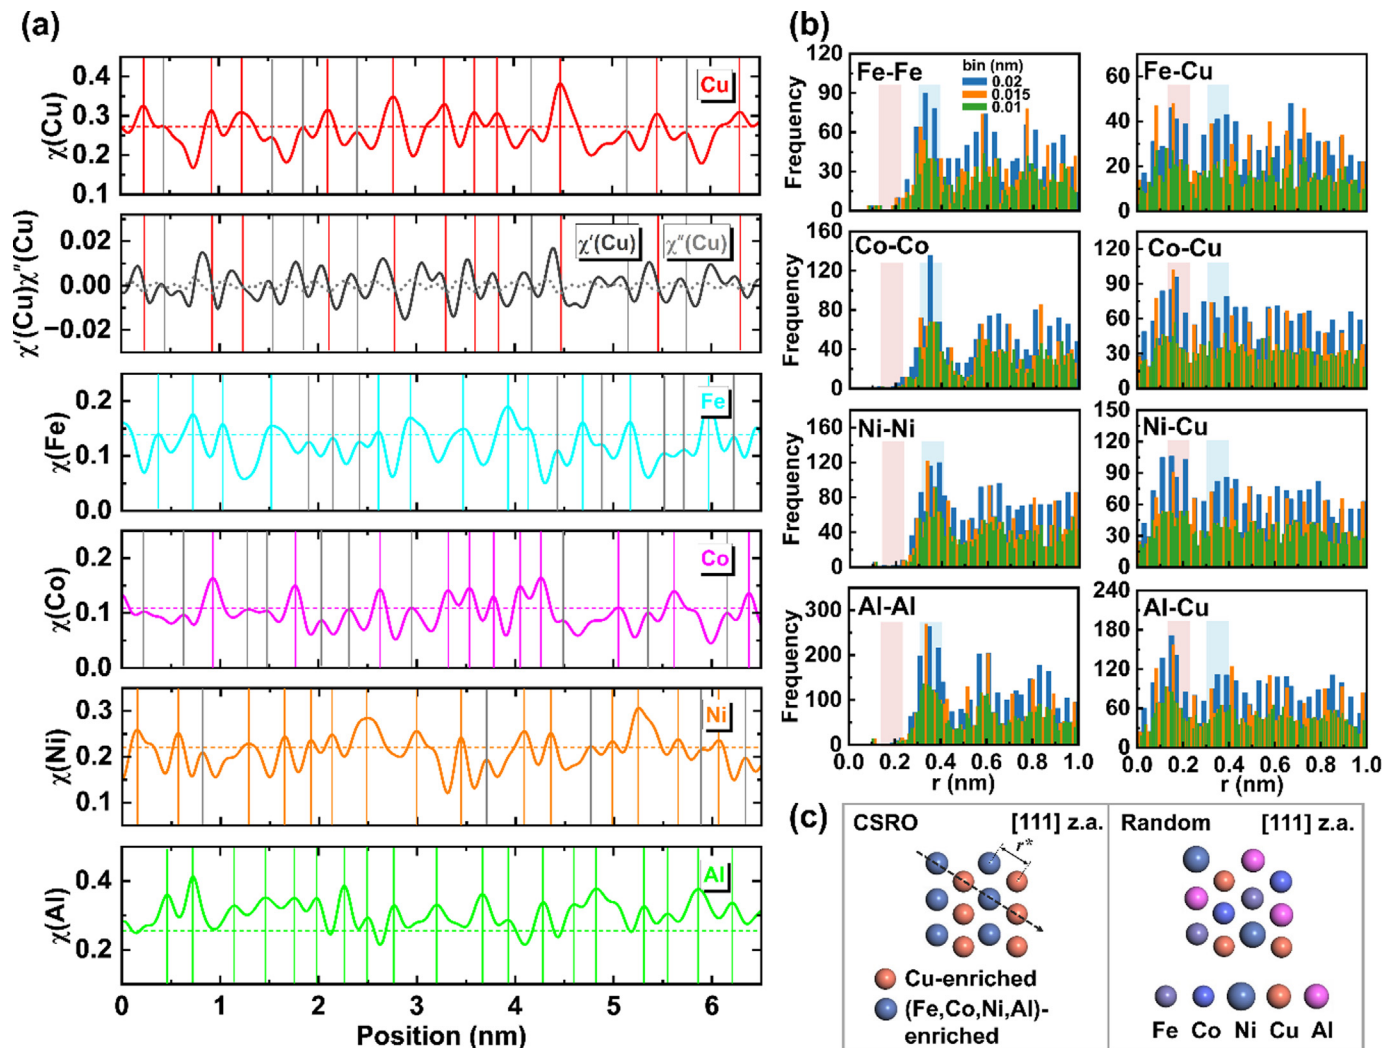 (a)
0.4
0.3
0.2
0.1
χ(Cu)
Cu
0.02
0.00
−0.02
χ′(Cu)χ″(Cu)
χ′(Cu)
χ″(Cu)
0.2
0.1
0.0
χ(Fe)
Fe
0.2
0.1
0.0
χ(Co)
Co
0.3
0.2
0.1
χ(Ni)
Ni
0.4
0.2
χ(Al)
Al
0 1 2 3 4 5 6
Position (nm)
(b)
120
90
60
30
0
Frequency
Fe-Fe
bin (nm)
0.02
0.015
0.01
60
40
20
0
Fe-Cu
160
120
80
40
0
Frequency
Co-Co
135
120
90
60
30
0
Co-Cu
160
120
80
40
0
Frequency
Ni-Ni
150
120
90
60
30
0
Ni-Cu
300
200
100
0
Frequency
Al-Al
240
180
120
60
0
Al-Cu
0.0 0.2 0.4 0.6 0.8 1.0
r (nm)
0.0 0.2 0.4 0.6 0.8 1.0
r (nm)
(c)
CSRO [111] z.a.
r*
Cu-enriched
(Fe,Co,Ni,Al)-
enriched
Random [111] z.a.
Fe Co Ni Cu Al